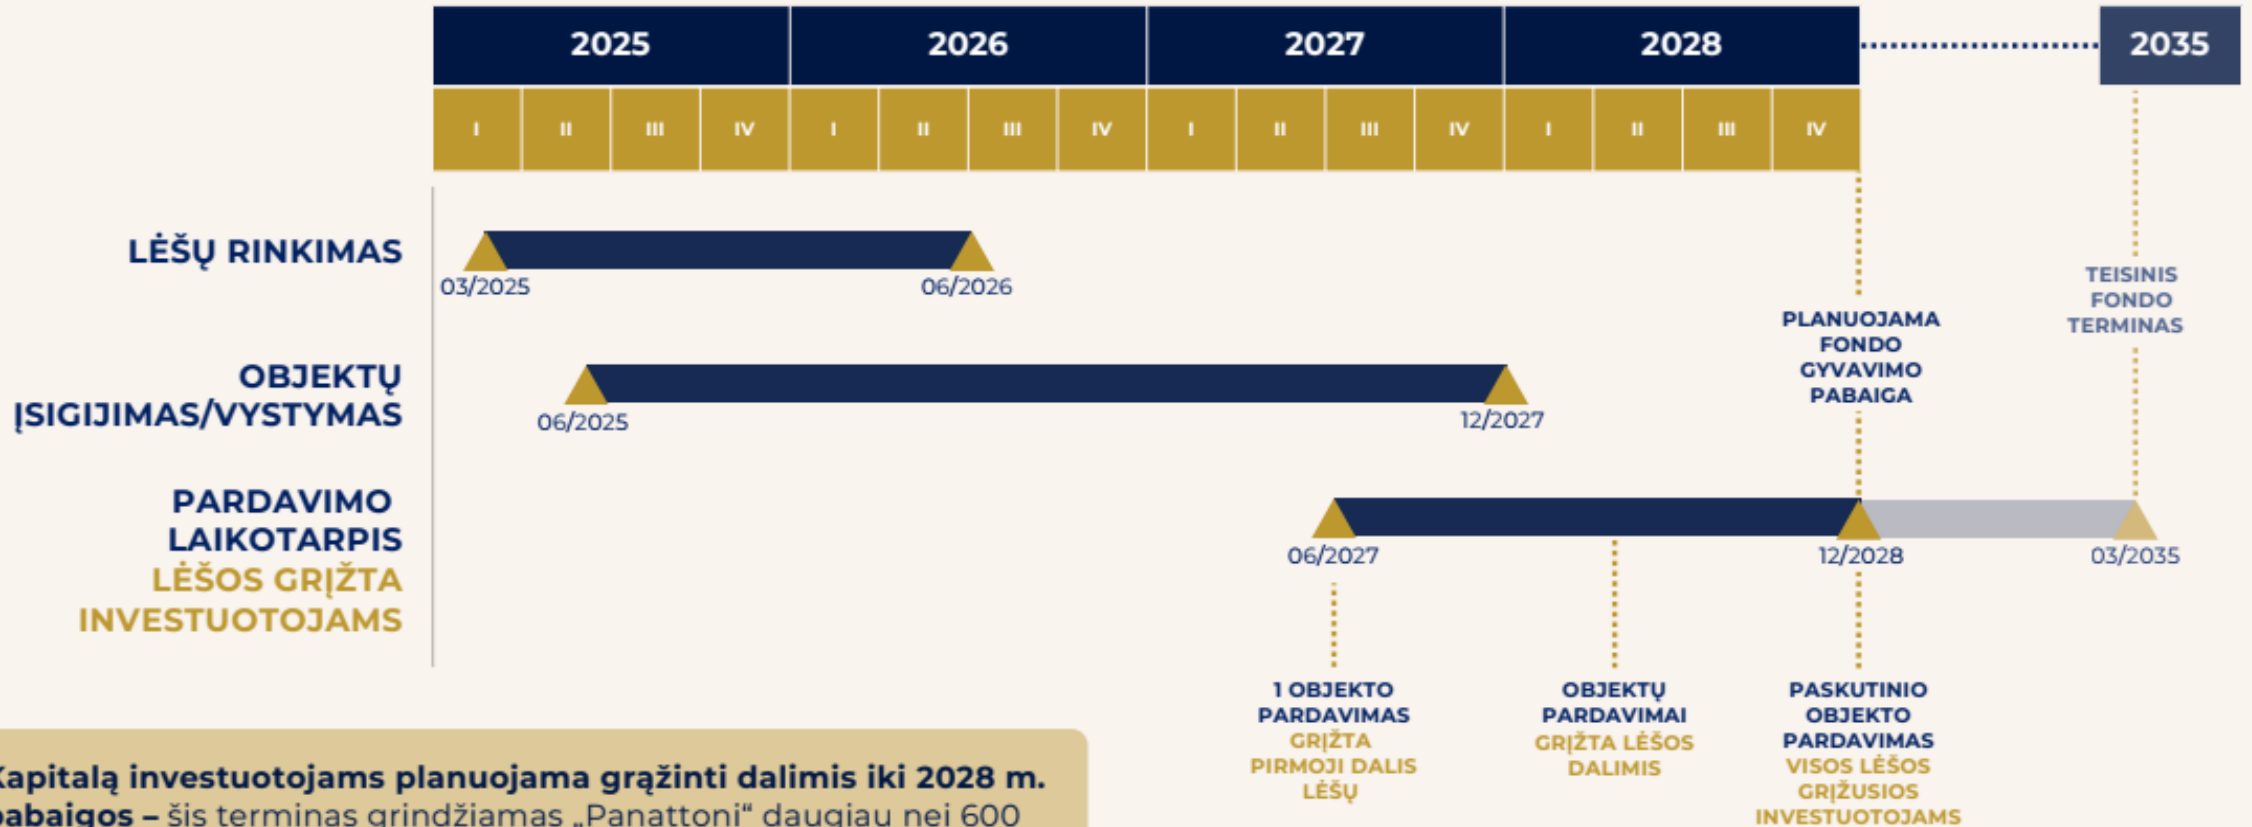 2025
2026
2027
2028
2035
I
II
III
IV
I
II
III
IV
I
II
III
IV
I
II
III
IV
LĖŠŲ RINKIMAS
03/2025
06/2026
TEISINIS
FONDO
TERMINAS
PLANUOJAMA
FONDO
GYVAVIMO
PABAIGA
OBJEKTŲ
ĮSIGIJIMAS/VYSTYMAS
06/2025
12/2027
PARDAVIMO
LAIKOTARPIS
LĖŠOS GRĮŽTA
INVESTUOTOJAMS
06/2027
12/2028
03/2035
1 OBJEKTO
PARDAVIMAS
GRĮŽTA
PIRMOJI DALIS
LĖŠŲ
OBJEKTŲ
PARDAVIMAI
GRĮŽTA LĖŠOS
DALIMIS
PASKUTINIO
OBJEKTO
PARDAVIMAS
VISOS LĖŠOS
GRĮŽUSIOS
INVESTUOTOJAMS
Kapitalą investuotojams planuojama grąžinti dalimis iki 2028 m.
pabaigos – šis terminas grindžiamas „Panattoni“ daugiau nei 600